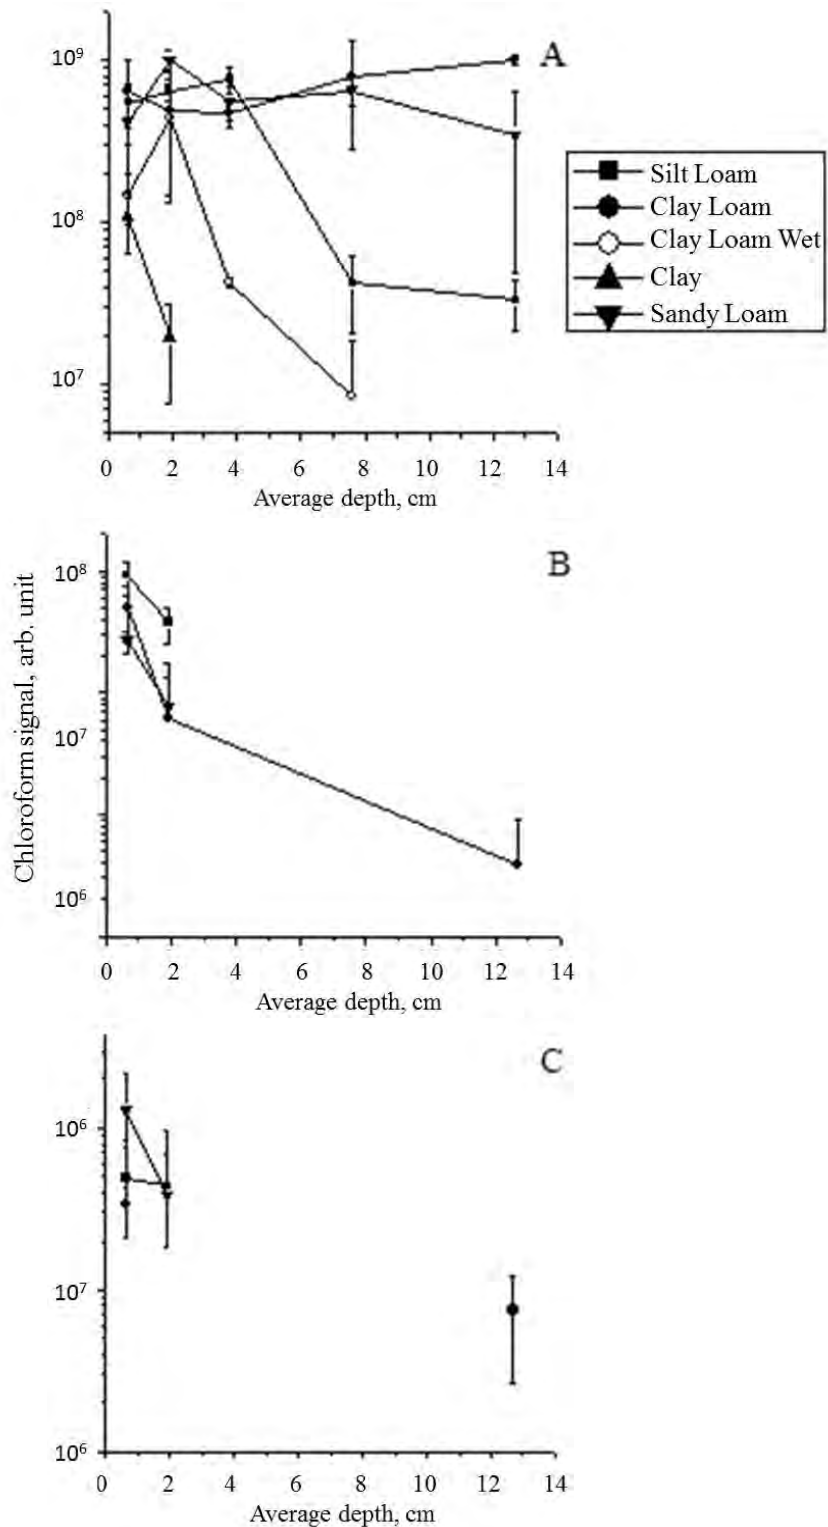 A
10⁹
10⁸
10⁷
0 2 4 6 8 10 12 14
Average depth, cm
Silt Loam
Clay Loam
Clay Loam Wet
Clay
Sandy Loam
B
Chloroform signal, arb. unit
10⁸
10⁷
10⁶
0 2 4 6 8 10 12 14
Average depth, cm
C
10⁶
10⁷
10⁶
0 2 4 6 8 10 12 14
Average depth, cm